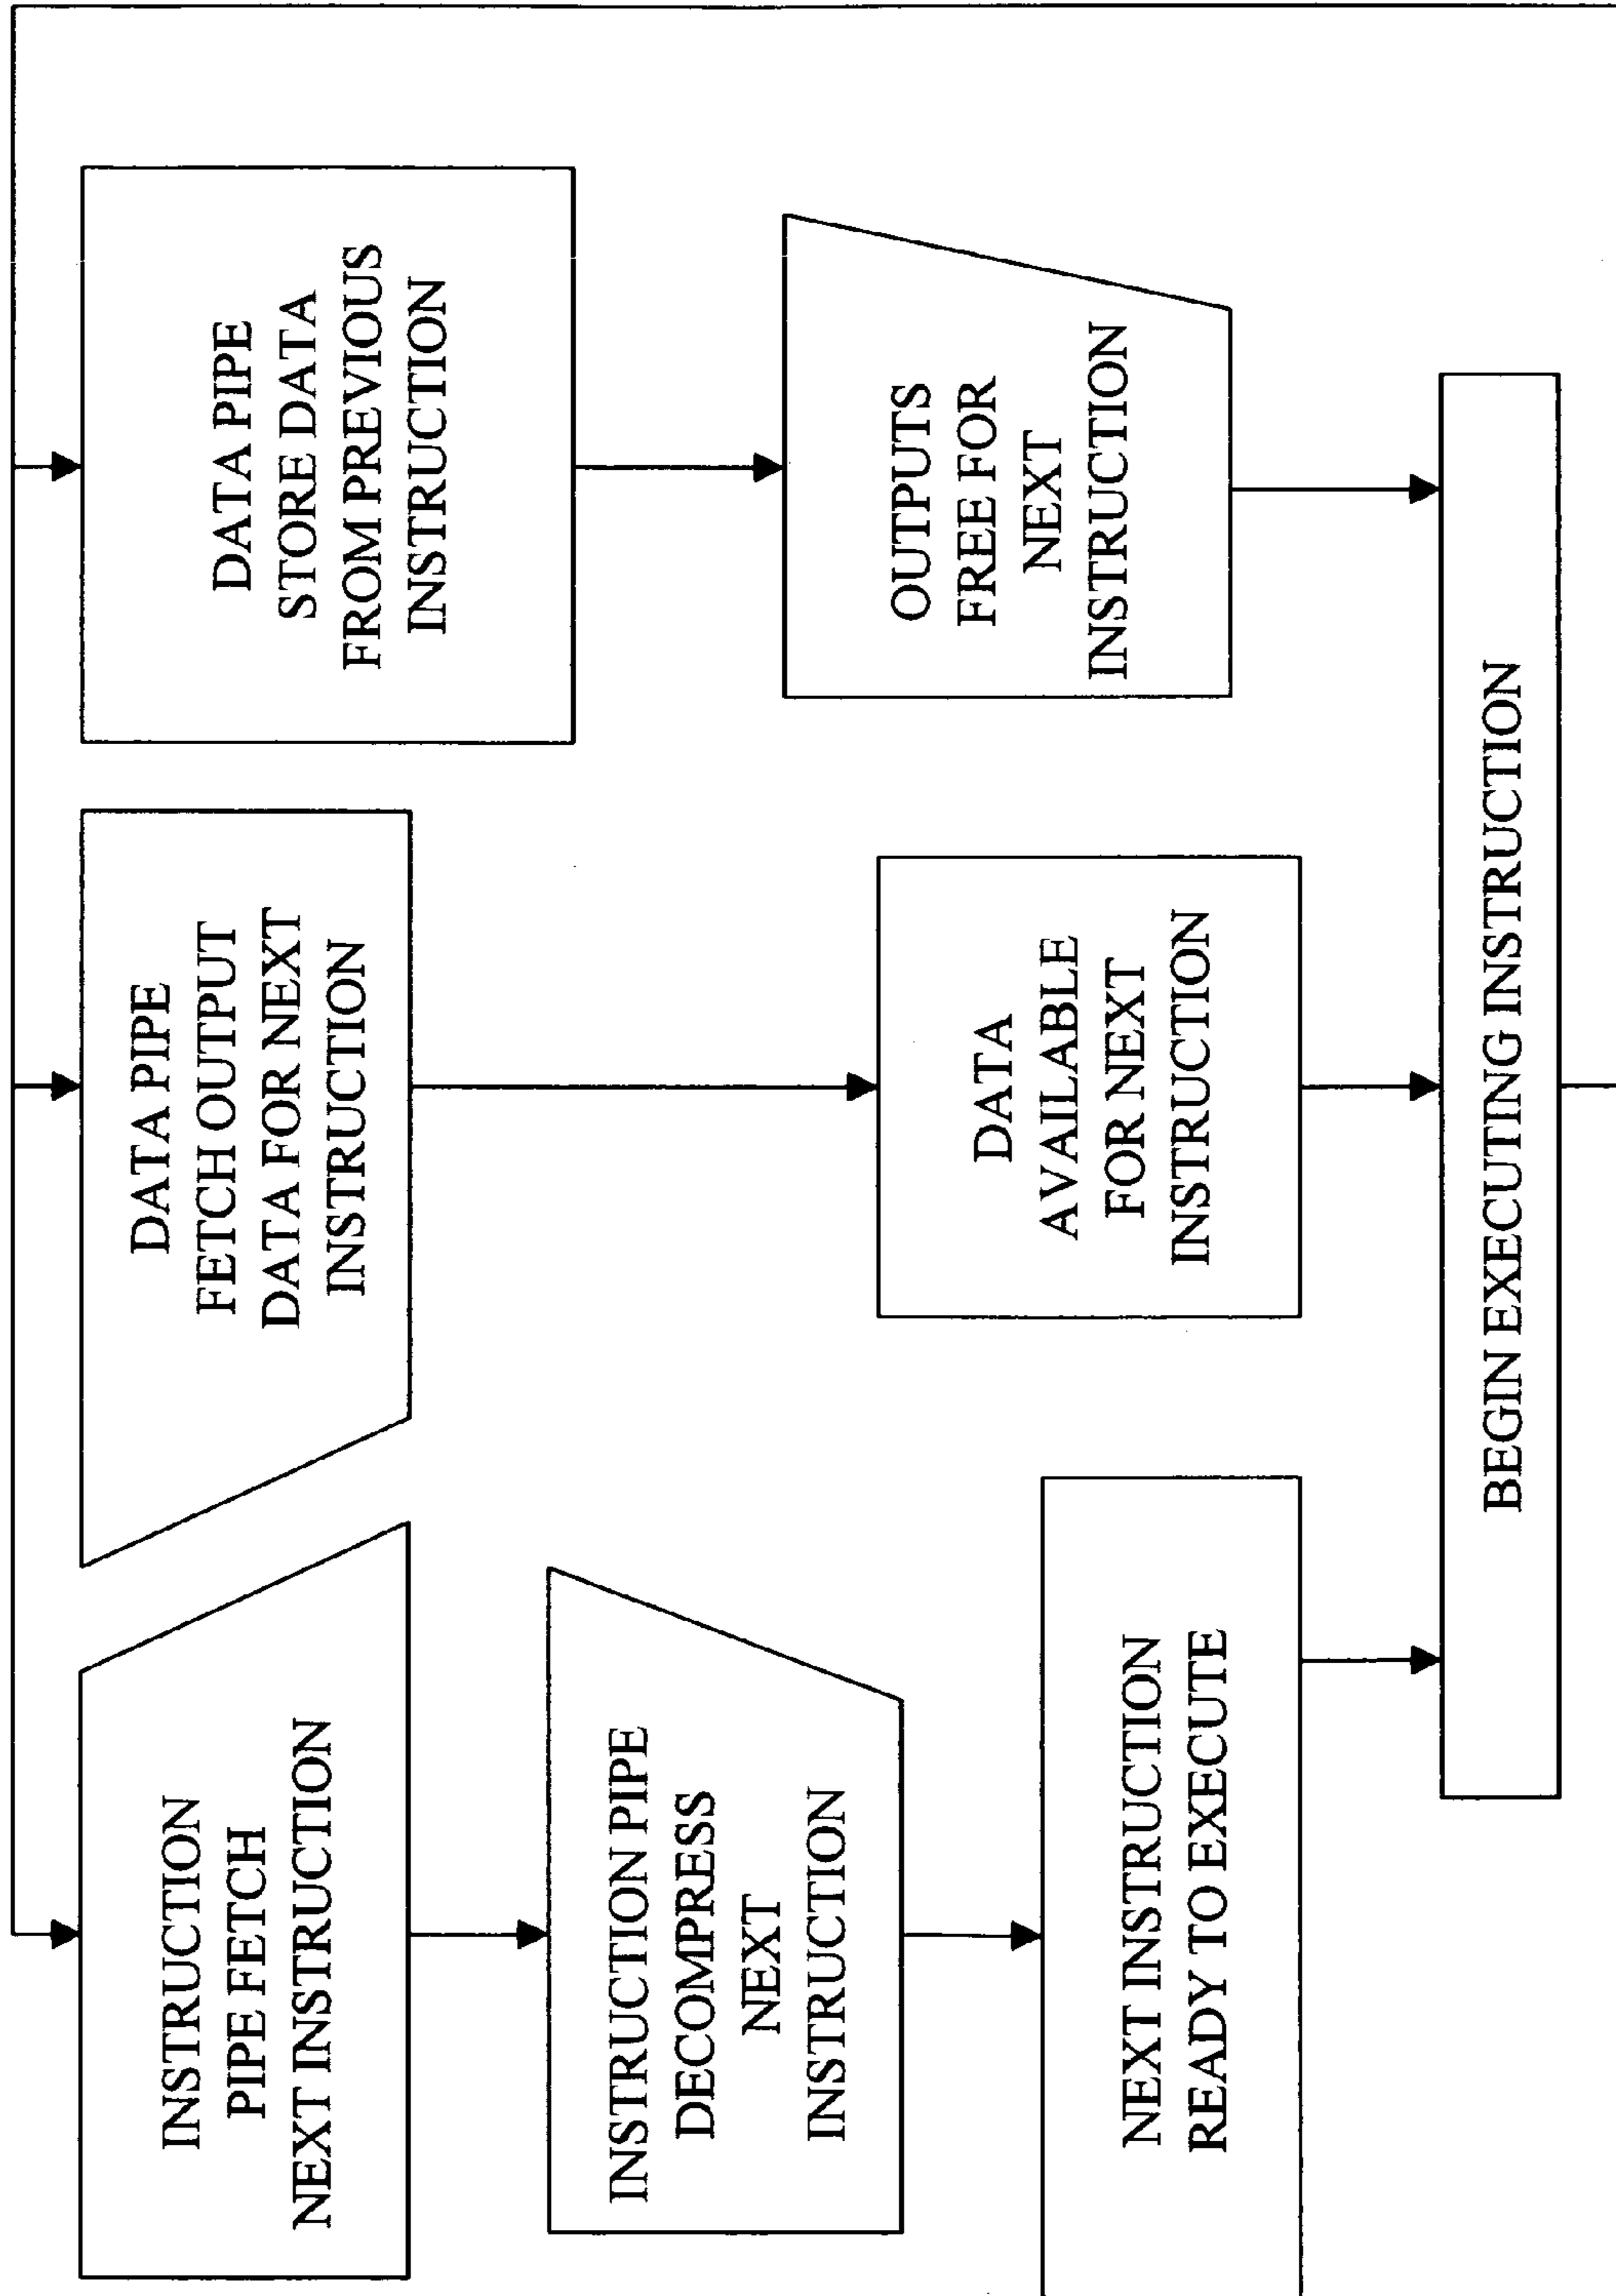 INSTRUCTION
PIPE FETCH
NEXT INSTRUCTION
INSTRUCTION PIPE
DECOMPRESS
NEXT
INSTRUCTION
NEXT INSTRUCTION
READY TO EXECUTE
DATA PIPE
FETCH OUTPUT
DATA FOR NEXT
INSTRUCTION
DATA
AVAILABLE
FOR NEXT
INSTRUCTION
DATA PIPE
STORE DATA
FROM PREVIOUS
INSTRUCTION
OUTPUTS
FREE FOR
NEXT
INSTRUCTION
BEGIN EXECUTING INSTRUCTION